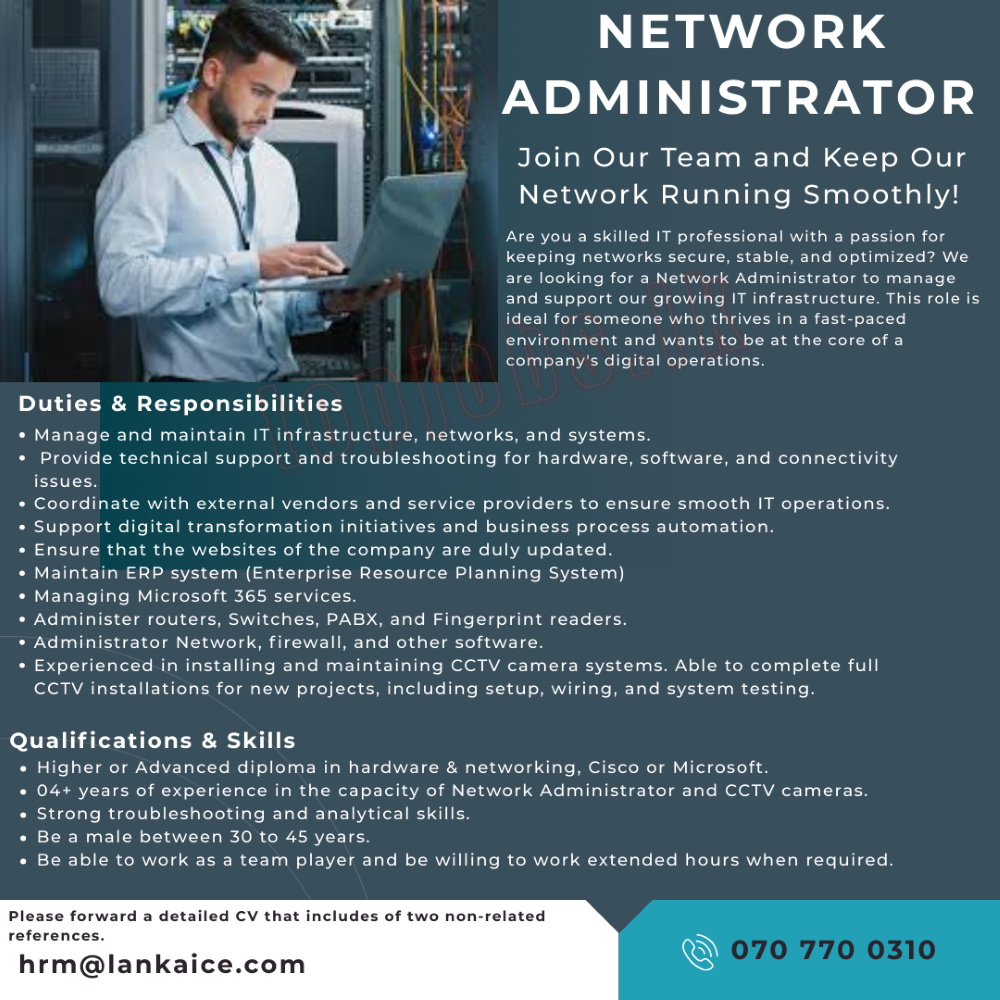 NETWORK
ADMINISTRATOR
Join Our Team and Keep Our
Network Running Smoothly!
Are you a skilled IT professional with a passion for
keeping networks secure, stable, and optimized? We
are looking for a Network Administrator to manage
and support our growing IT infrastructure. This role is
ideal for someone who thrives in a fast-paced
environment and wants to be at the core of a
company's digital operations.
topjobs.lk
Duties & Responsibilities
• Manage and maintain IT infrastructure, networks, and systems.
• Provide technical support and troubleshooting for hardware, software, and connectivity
issues.
• Coordinate with external vendors and service providers to ensure smooth IT operations.
• Support digital transformation initiatives and business process automation.
• Ensure that the websites of the company are duly updated.
• Maintain ERP system (Enterprise Resource Planning System)
• Managing Microsoft 365 services.
• Administer routers, Switches, PABX, and Fingerprint readers.
• Administrator Network, firewall, and other software.
• Experienced in installing and maintaining CCTV camera systems. Able to complete full
CCTV installations for new projects, including setup, wiring, and system testing.
Qualifications & Skills
• Higher or Advanced diploma in hardware & networking, Cisco or Microsoft.
• 04+ years of experience in the capacity of Network Administrator and CCTV cameras.
• Strong troubleshooting and analytical skills.
• Be a male between 30 to 45 years.
• Be able to work as a team player and be willing to work extended hours when required.
Please forward a detailed CV that includes of two non-related
references.
hrm@lankaice.com
070 770 0310